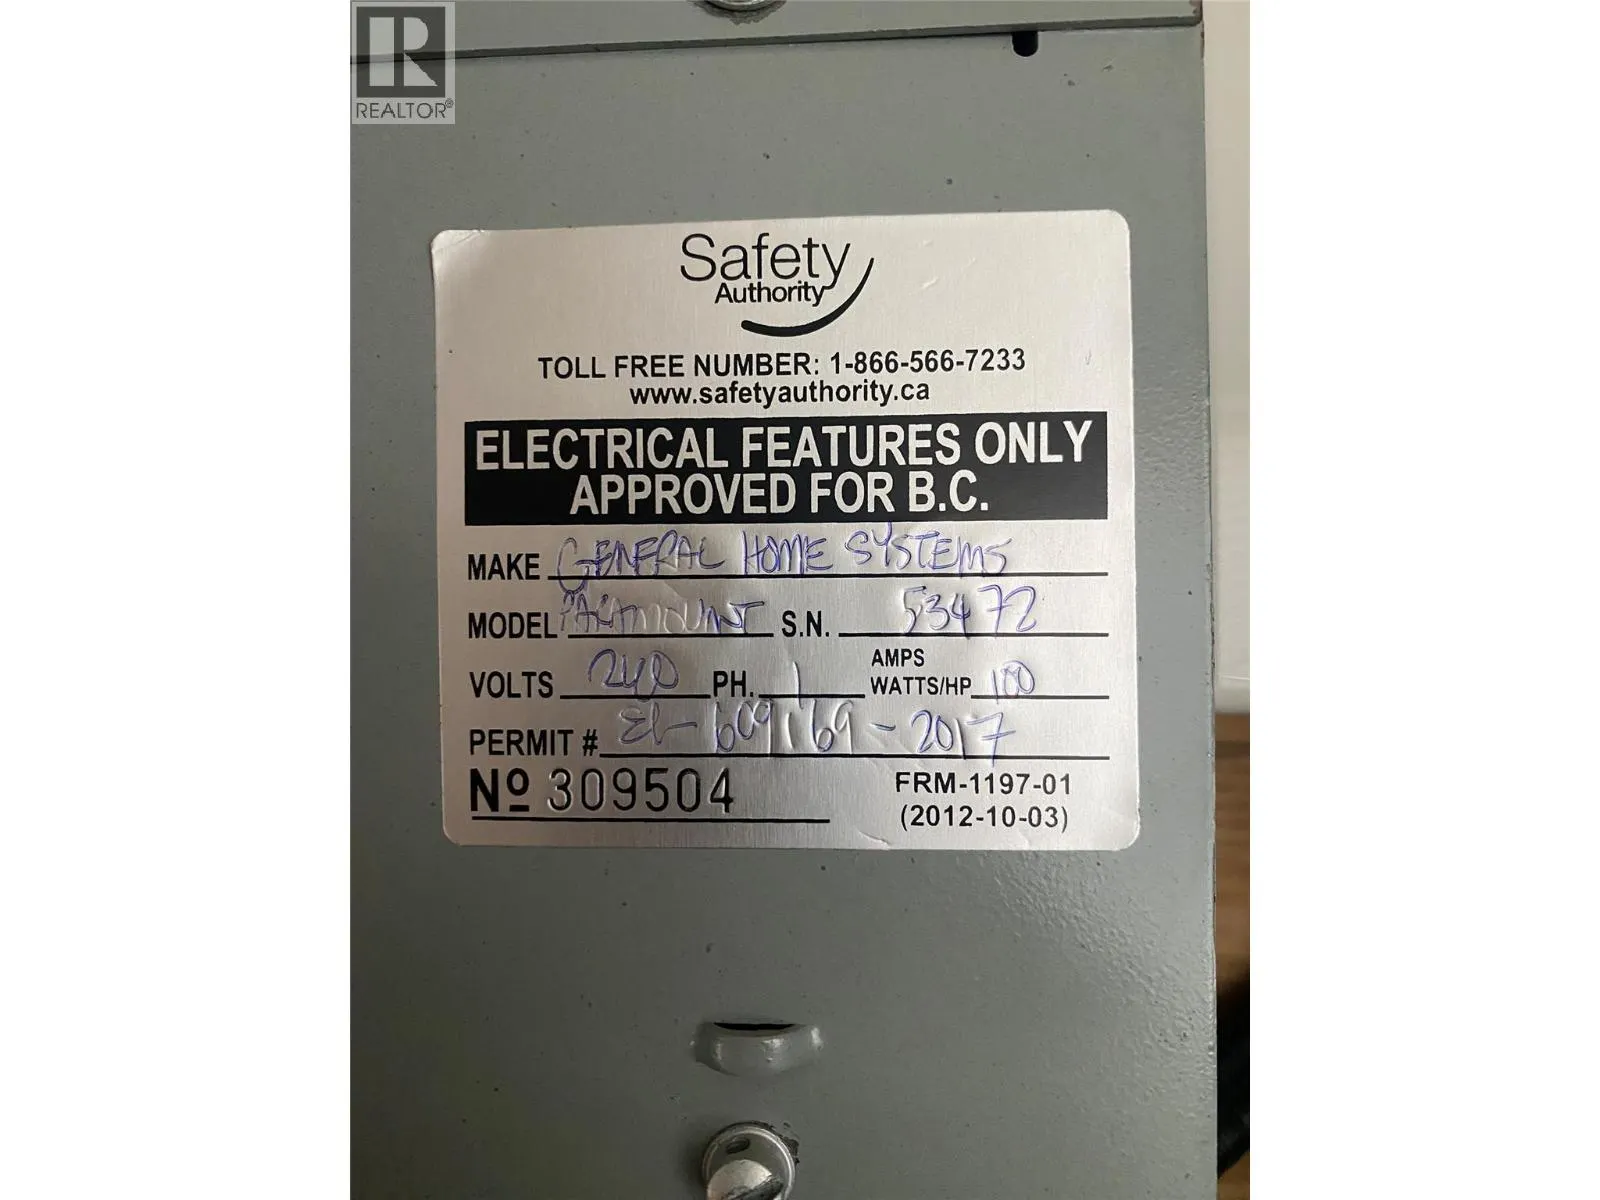 R
REALTOR®
Safety
Authority
TOLL FREE NUMBER: 1-866-566-7233
www.safetyauthority.ca
ELECTRICAL FEATURES ONLY
APPROVED FOR B.C.
MAKE GENERAL HOME SYSTEMS
MODEL PARAMOUNT S.N. 53472
VOLTS 240 PH. 1 AMPS WATTS/HP 100
PERMIT # EL-609169-2017
No 309504 FRM-1197-01
(2012-10-03)